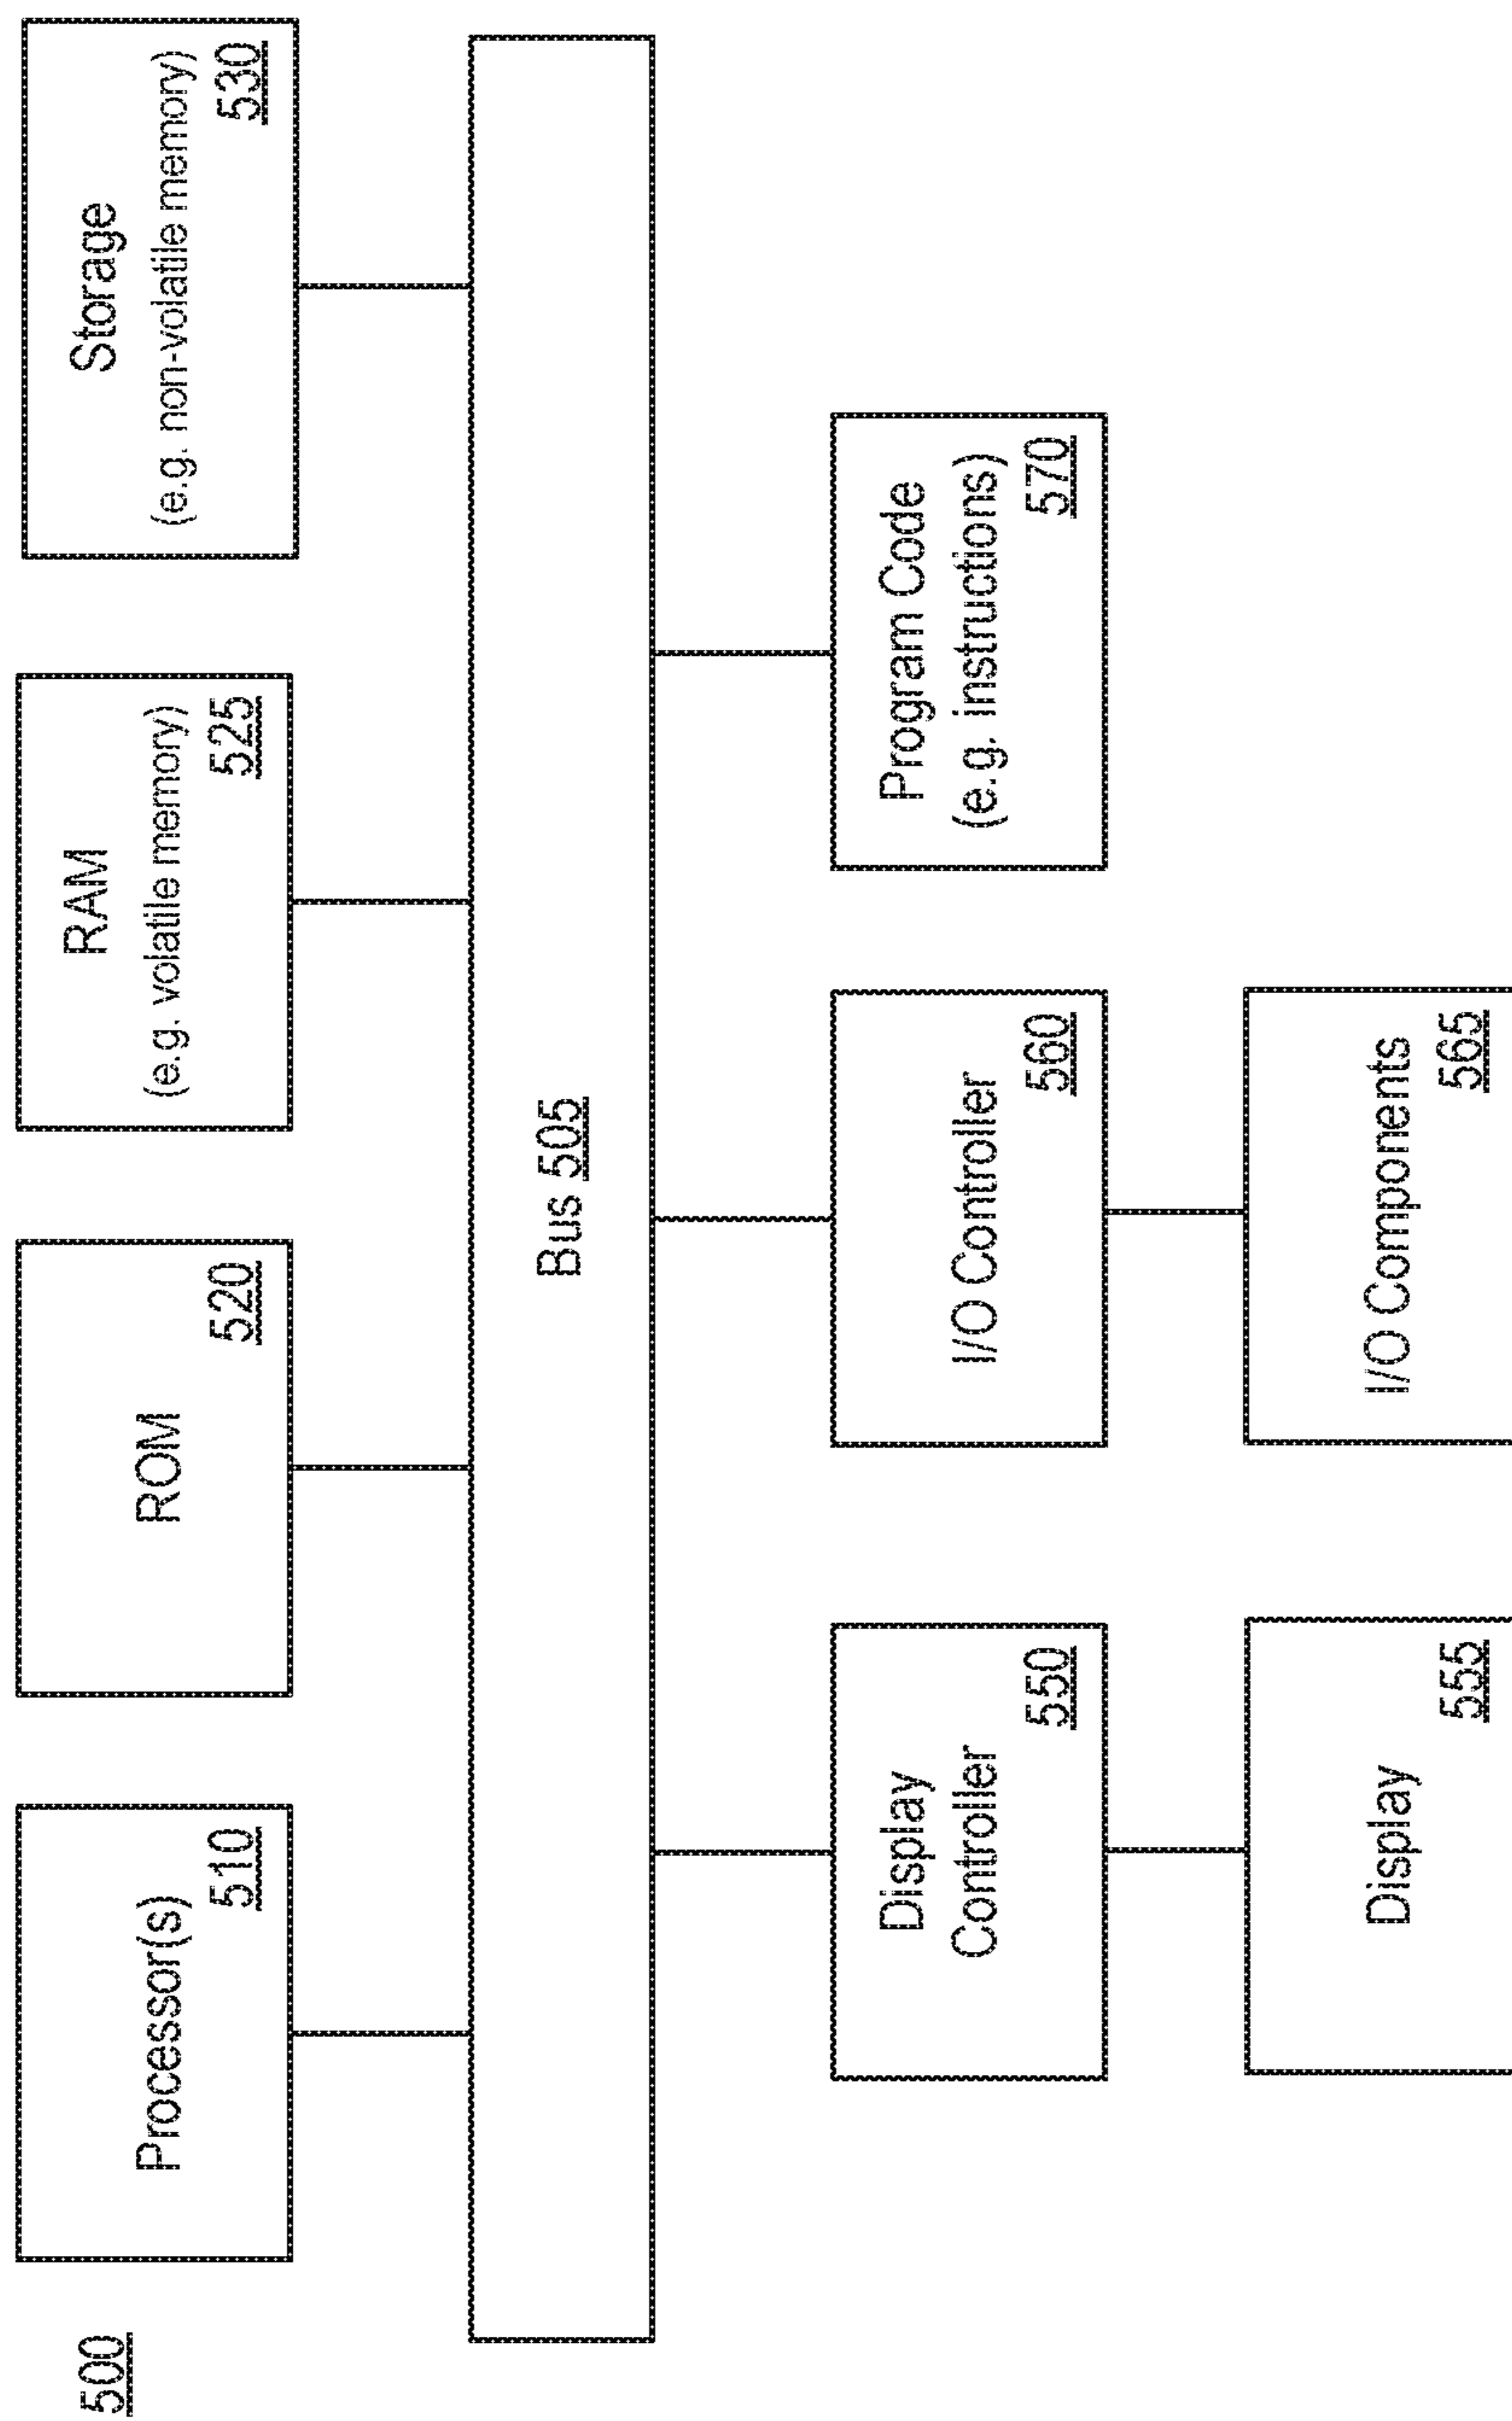 500
Processor(s)
510
ROM
520
RAM
(e.g. volatile memory)
525
Storage
(e.g. non-volatile memory)
530
Bus 505
Display
Controller
550
I/O Controller
560
Program Code
(e.g. instructions)
570
Display
555
I/O Components
565